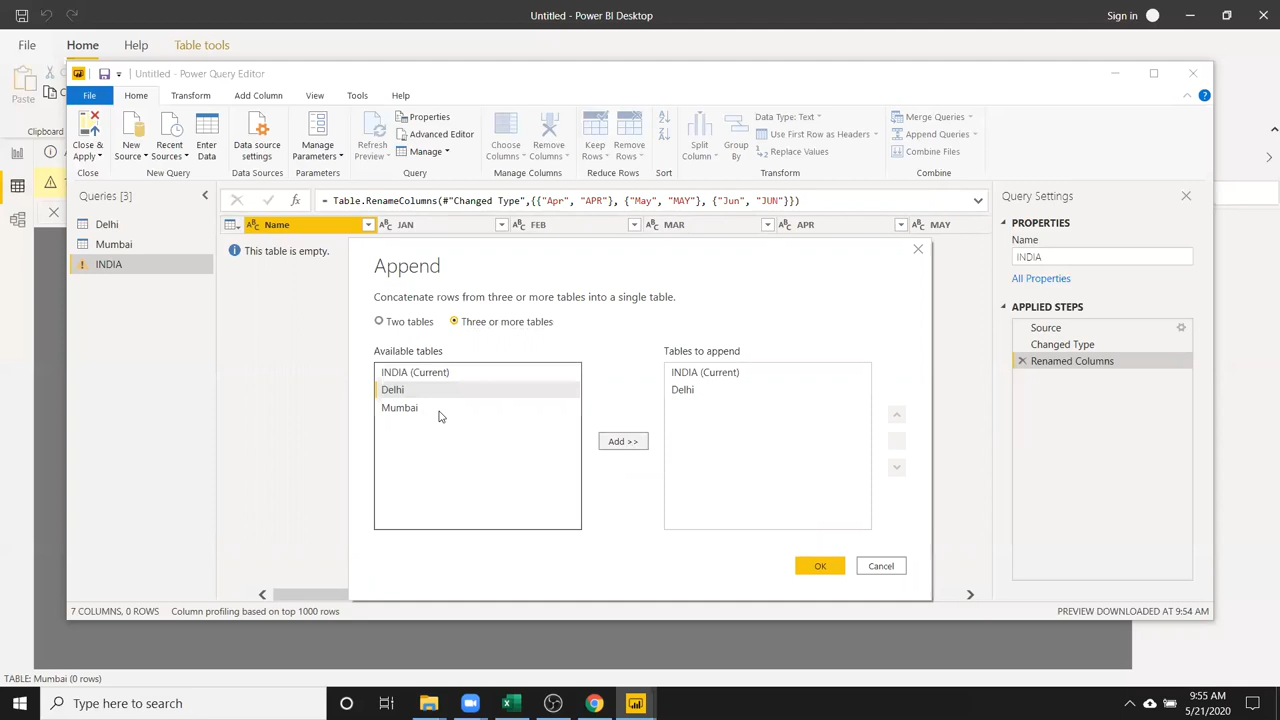 Untitled - Power BI Desktop
Sign in
File
Home
Help
Table tools
Paste
Clipboard
Untitled - Power Query Editor
File
Home
Transform
Add Column
View
Tools
Help
Close & Apply
New Source
Recent Sources
Enter Data
Data source settings
Manage Parameters
Refresh Preview
Properties
Advanced Editor
Manage
Choose Columns
Remove Columns
Keep Rows
Remove Rows
Split Column
Group By
Data Type: Text
Use First Row as Headers
Replace Values
Merge Queries
Append Queries
Combine Files
Close
New Query
Data Sources
Parameters
Query
Manage Columns
Reduce Rows
Sort
Transform
Combine
Queries [3]
Delhi
Mumbai
INDIA
= Table.RenameColumns(#"Changed Type",{{"Apr", "APR"}, {"May", "MAY"}, {"Jun", "JUN"}})
Name
JAN
FEB
MAR
APR
MAY
This table is empty.
Append
Concatenate rows from three or more tables into a single table.
Two tables
Three or more tables
Available tables
INDIA (Current)
Delhi
Mumbai
Add >>
Tables to append
INDIA (Current)
Delhi
OK
Cancel
Query Settings
PROPERTIES
Name
INDIA
All Properties
APPLIED STEPS
Source
Changed Type
Renamed Columns
7 COLUMNS, 0 ROWS
Column profiling based on top 1000 rows
PREVIEW DOWNLOADED AT 9:54 AM
TABLE: Mumbai (0 rows)
Type here to search
9:55 AM
5/21/2020